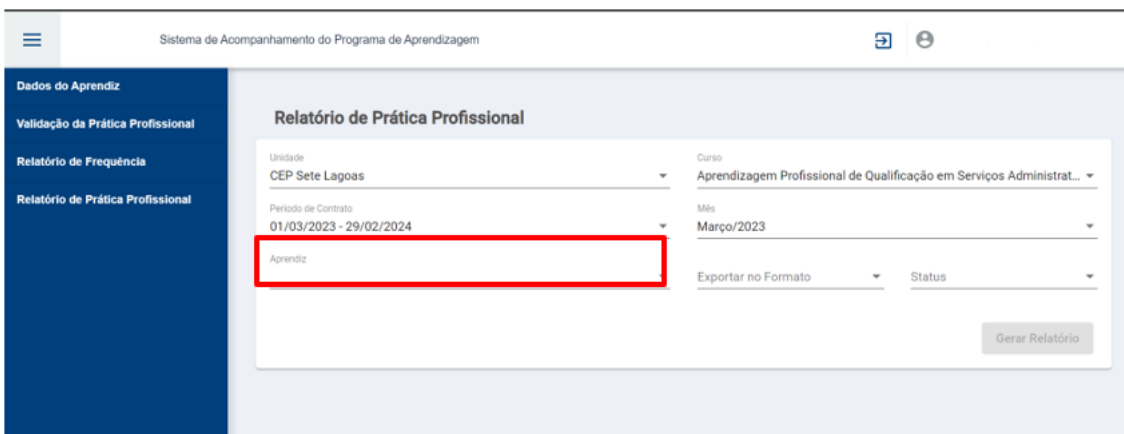 Sistema de Acompanhamento do Programa de Aprendizagem
Dados do Aprendiz
Validação da Prática Profissional
Relatório de Frequência
Relatório de Prática Profissional
Relatório de Prática Profissional
Unidade
CEP Sete Lagoas
Curso
Aprendizagem Profissional de Qualificação em Serviços Administrat...
Período de Contrato
01/03/2023 - 29/02/2024
Mês
Março/2023
Aprendiz
Exportar no Formato
Status
Gerar Relatório